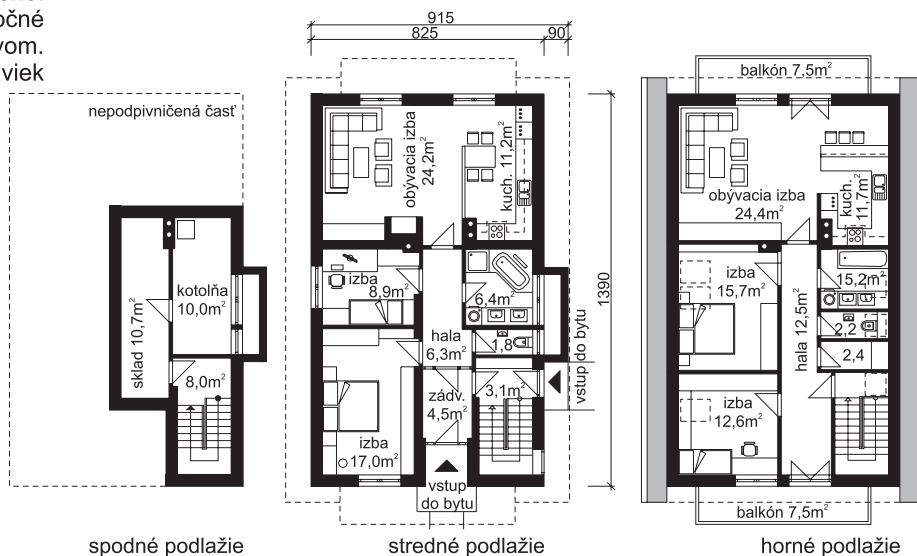 očné
vom.
viek
nepodpivničená časť
sklad 10,7m²
kotolňa
10,0m²
8,0m²
spodné podlažie
915
825
90
1390
obývacia izba
24,2m²
kuch. 11,2m²
izba
8,9m²
6,4m²
hala
6,3m²
1,8
3,1m²
zádv.
4,5m²
izba
17,0m²
vstup
do bytu
vstup
do bytu
stredné podlažie
balkón 7,5m²
obývacia izba
24,4m²
kuch.
11,7m²
izba
15,7m²
15,2m²
hala 12,5m²
2,2
2,4
izba
12,6m²
balkón 7,5m²
horné podlažie